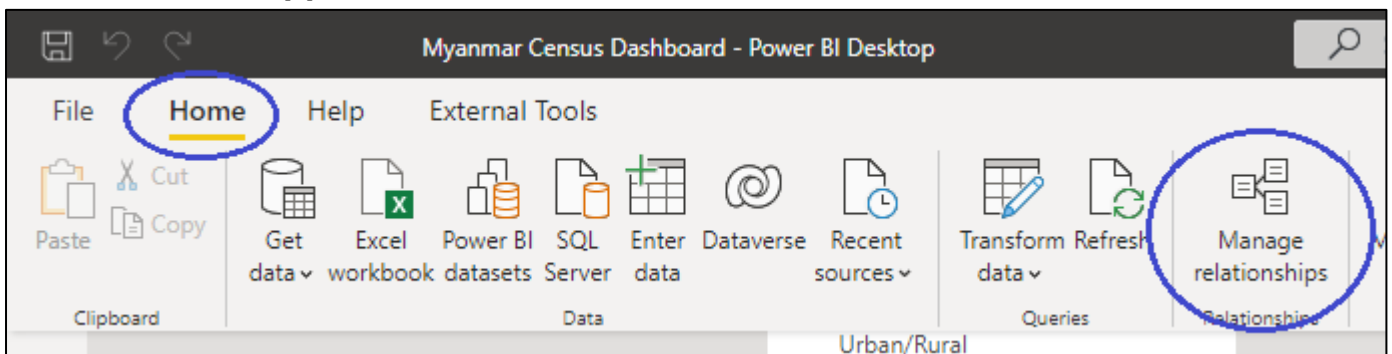 Myanmar Census Dashboard - Power BI Desktop
File Home Help External Tools
Cut
Copy
Paste
Get data
Excel workbook
Power BI datasets
SQL Server
Enter data
Dataverse
Recent sources
Transform data
Refresh
Manage relationships
Clipboard
Data
Queries
Relationships
Urban/Rural